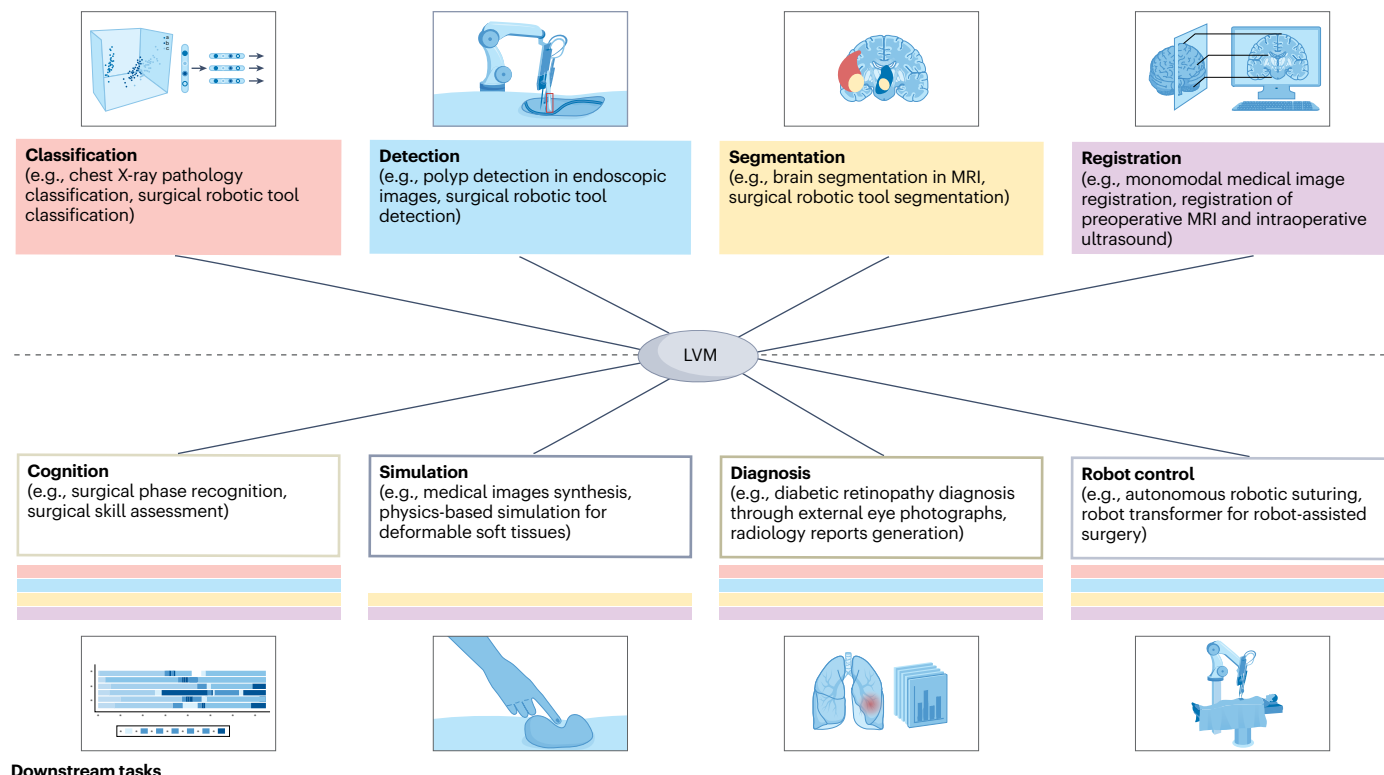 Classification
(e.g., chest X-ray pathology
classification, surgical robotic tool
classification)
Detection
(e.g., polyp detection in endoscopic
images, surgical robotic tool
detection)
Segmentation
(e.g., brain segmentation in MRI,
surgical robotic tool segmentation)
Registration
(e.g., monomodal medical image
registration, registration of
preoperative MRI and intraoperative
ultrasound)
LVM
Cognition
(e.g., surgical phase recognition,
surgical skill assessment)
Simulation
(e.g., medical images synthesis,
physics-based simulation for
deformable soft tissues)
Diagnosis
(e.g., diabetic retinopathy diagnosis
through external eye photographs,
radiology reports generation)
Robot control
(e.g., autonomous robotic suturing,
robot transformer for robot-assisted
surgery)
Downstream tasks